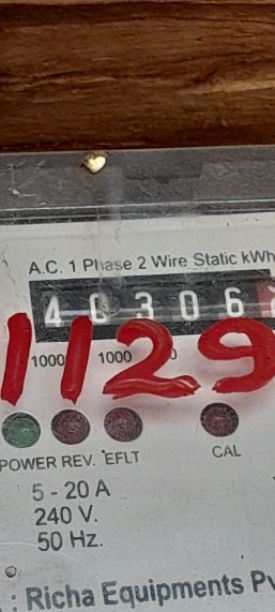 A.C. 1 Phase 2 Wire Static kWh
4 0 3 0 6
1129
1000 1000
POWER REV. EFLT CAL
5 - 20 A
240 V.
50 Hz.
: Richa Equipments Pv